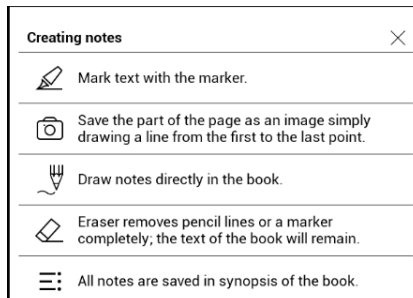 Creating notes
Mark text with the marker.
Save the part of the page as an image simply
drawing a line from the first to the last point.
Draw notes directly in the book.
Eraser removes pencil lines or a marker
completely; the text of the book will remain.
All notes are saved in synopsis of the book.